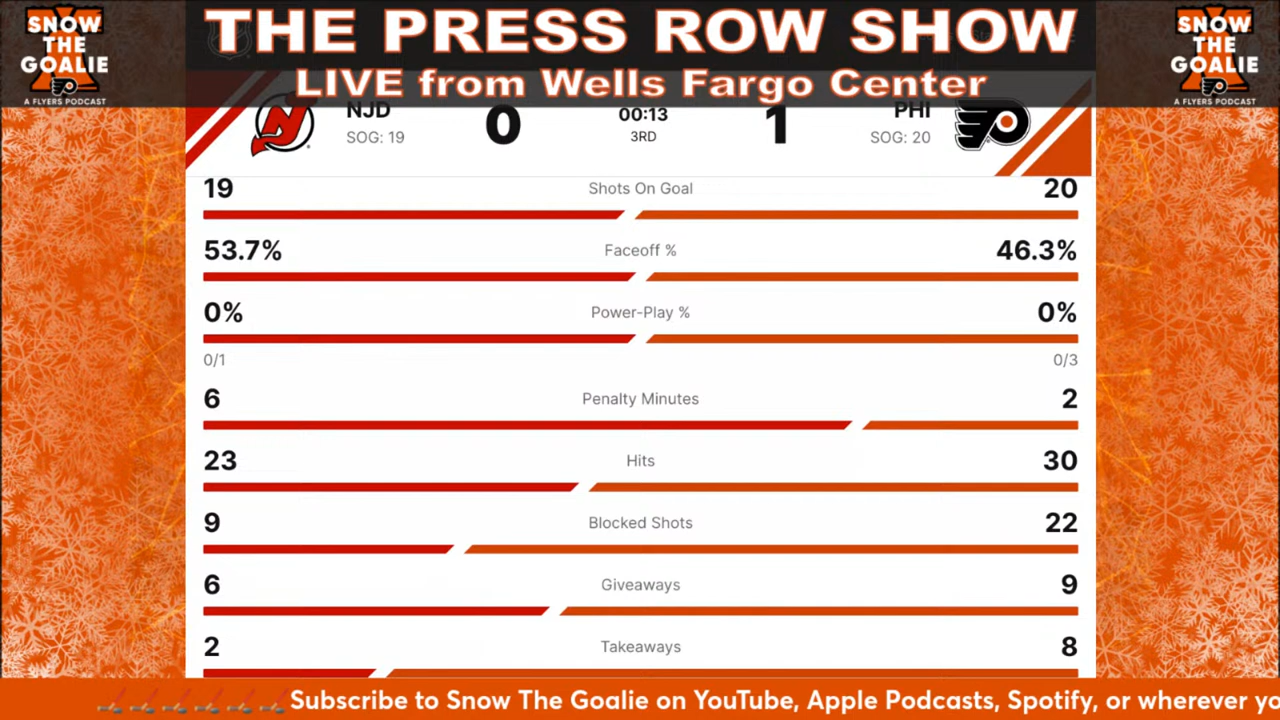 SNOW
THE
GOALIE
A FLYERS PODCAST
THE PRESS ROW SHOW
LIVE from Wells Fargo Center
SNOW
THE
GOALIE
A FLYERS PODCAST
NJD
SOG: 19
0
00:13
3RD
1
PHI
SOG: 20
19 Shots On Goal 20
53.7% Faceoff % 46.3%
0% Power-Play % 0%
0/1 0/3
6 Penalty Minutes 2
23 Hits 30
9 Blocked Shots 22
6 Giveaways 9
2 Takeaways 8
Subscribe to Snow The Goalie on YouTube, Apple Podcasts, Spotify, or wherever yo